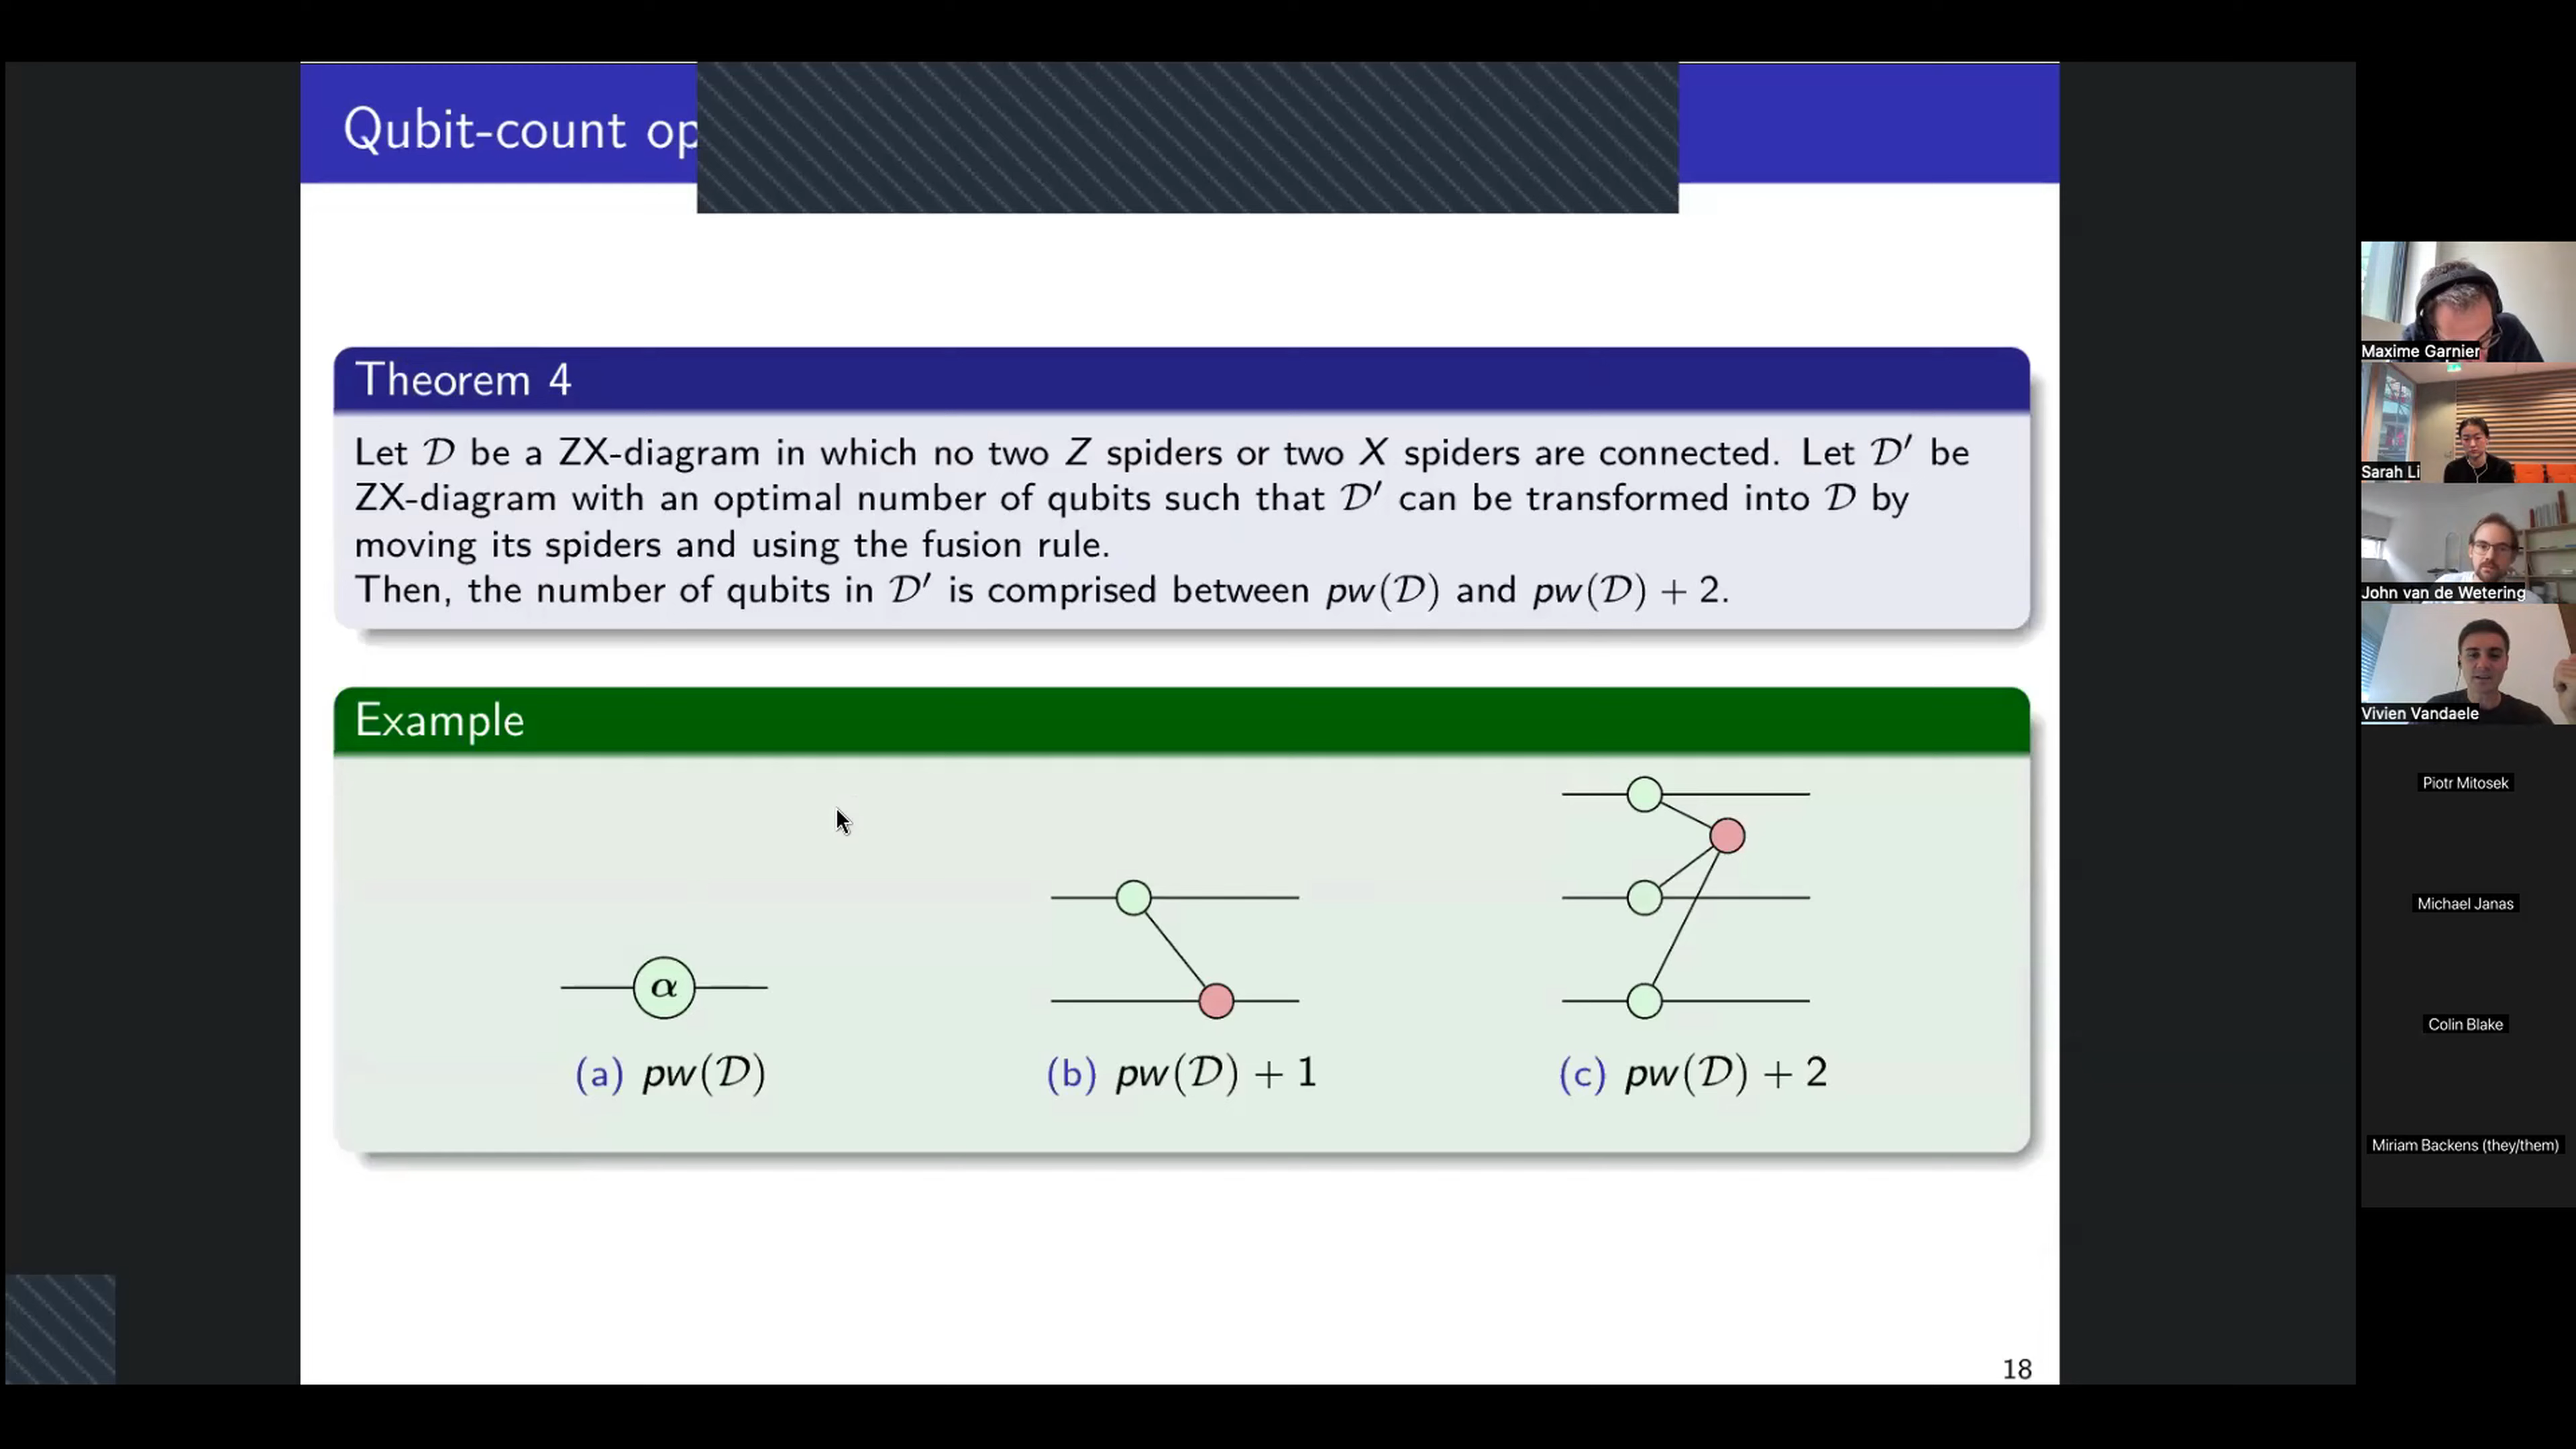 Qubit-count op
Theorem 4
Let 𝒟 be a ZX-diagram in which no two Z spiders or two X spiders are connected. Let 𝒟′ be
ZX-diagram with an optimal number of qubits such that 𝒟′ can be transformed into 𝒟 by
moving its spiders and using the fusion rule.
Then, the number of qubits in 𝒟′ is comprised between pw(𝒟) and pw(𝒟) + 2.
Example
α
(a) pw(𝒟)
(b) pw(𝒟) + 1
(c) pw(𝒟) + 2
18
Maxime Garnier
Sarah Li
John van de Wetering
Vivien Vandaele
Piotr Mitosek
Michael Janas
Colin Blake
Miriam Backens (they/them)